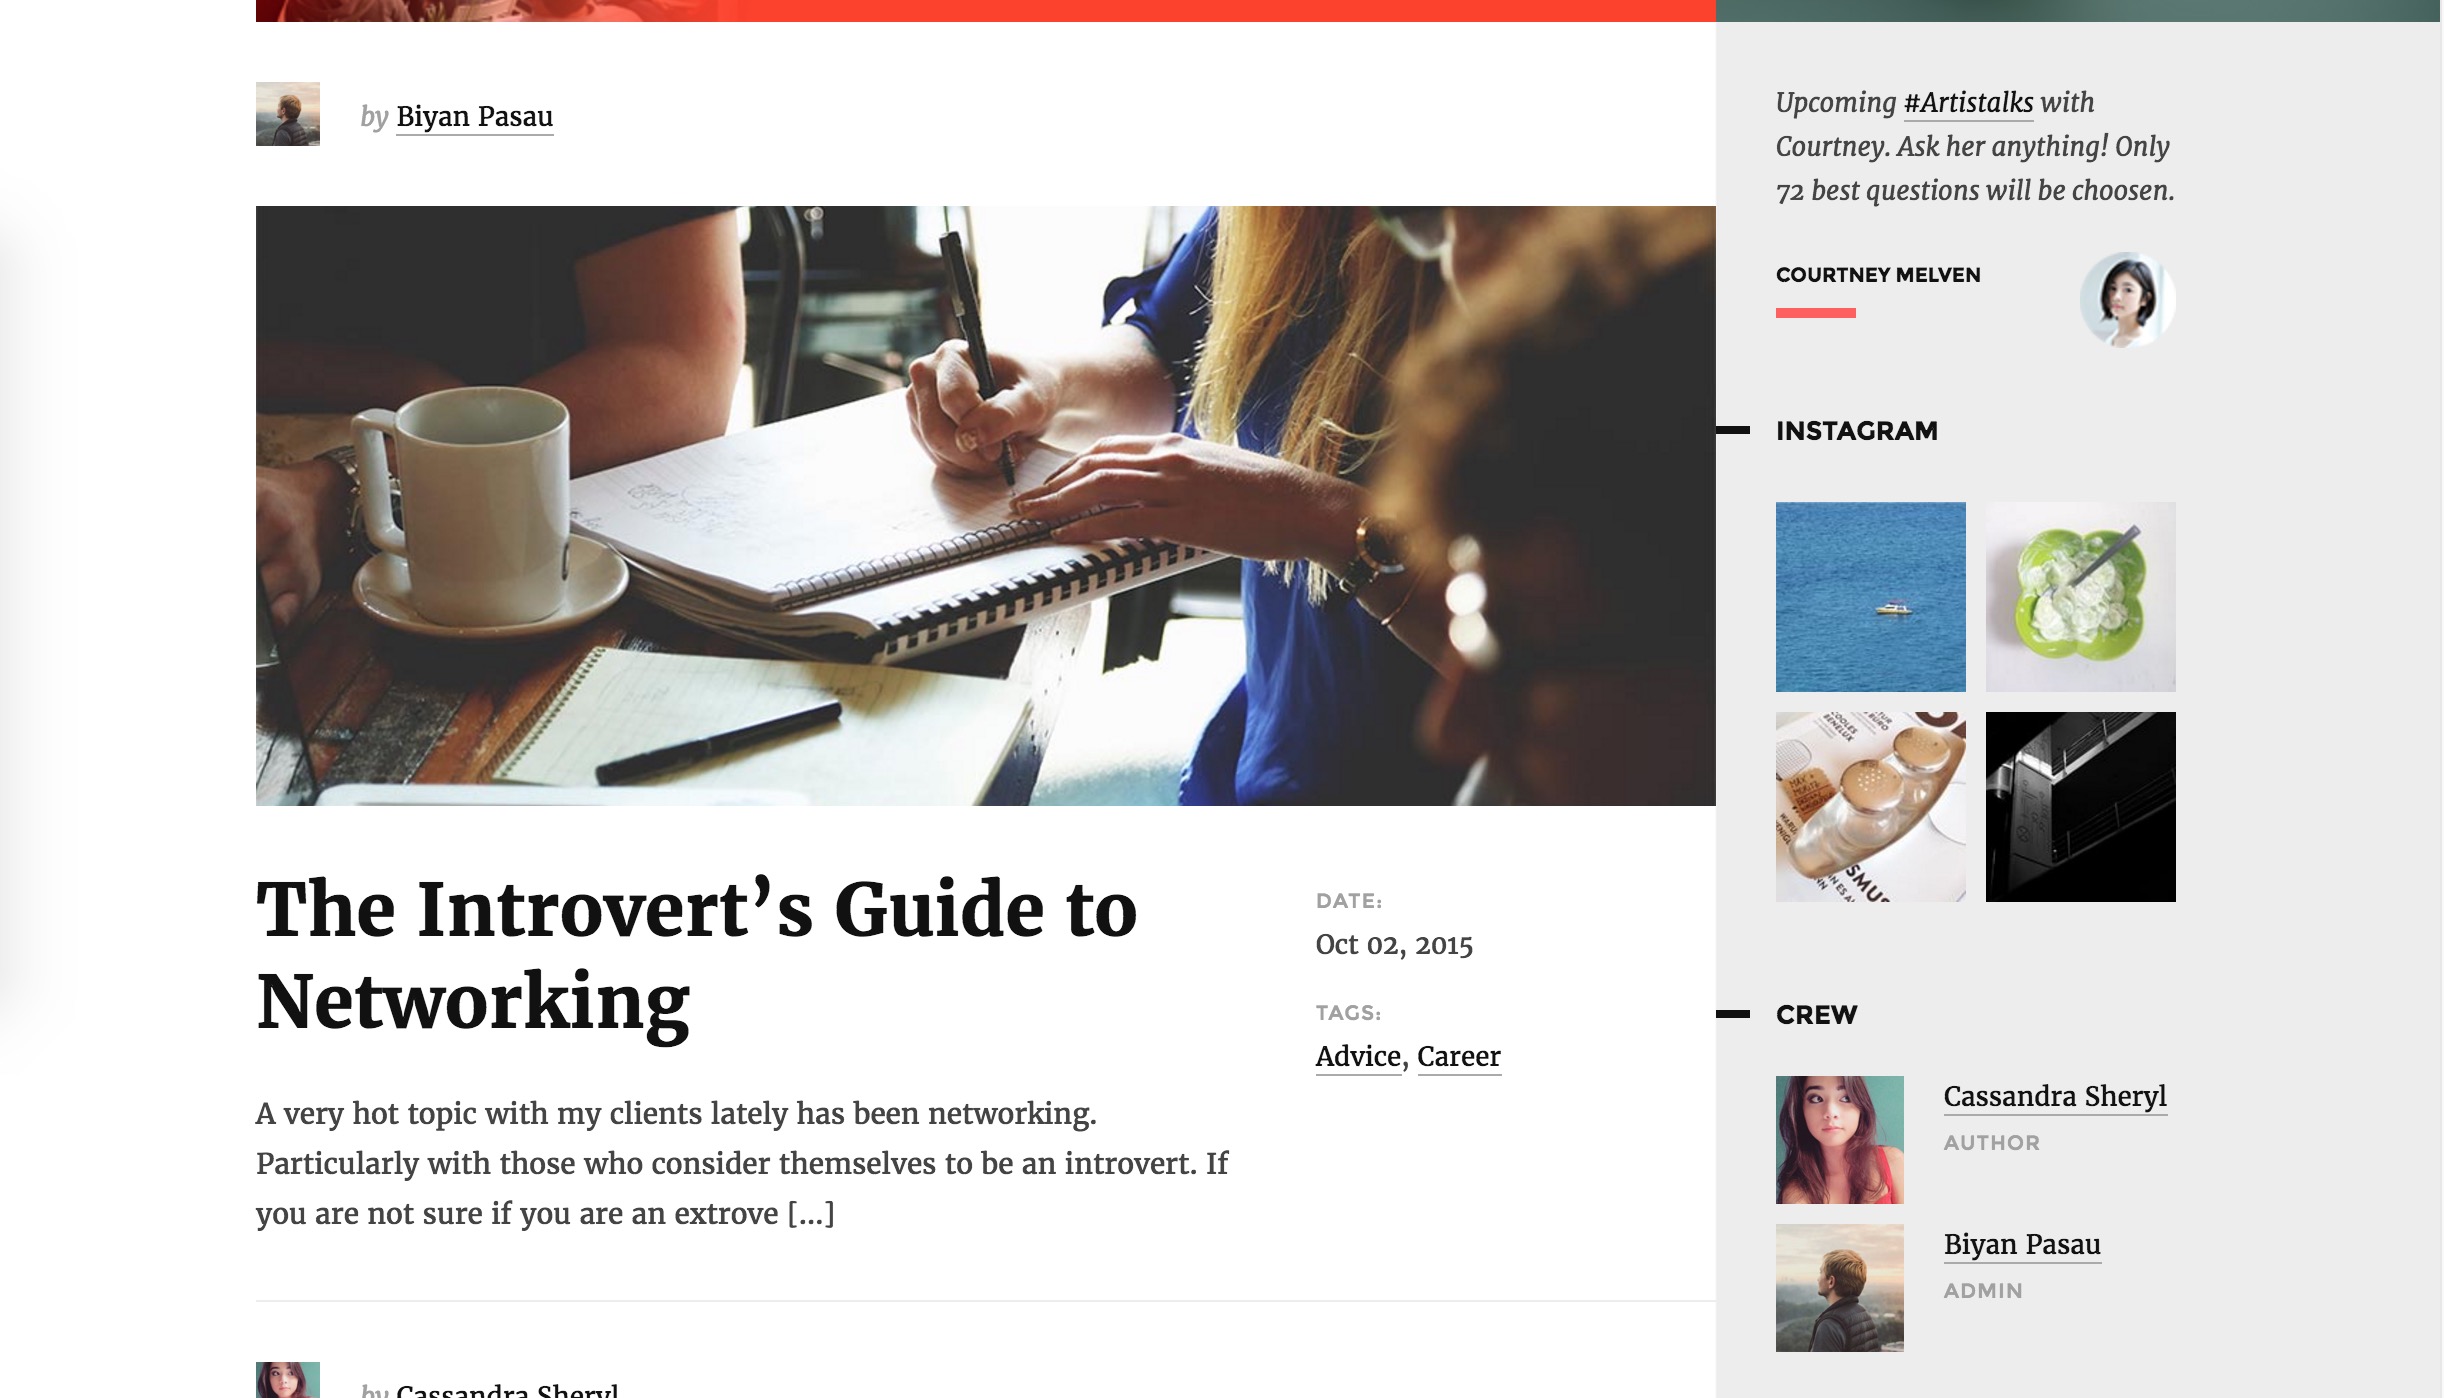 by Biyan Pasau
The Introvert’s Guide to
Networking
A very hot topic with my clients lately has been networking.
Particularly with those who consider themselves to be an introvert. If
you are not sure if you are an extrove [...]
DATE:
Oct 02, 2015
TAGS:
Advice, Career
by Cassandra Sheryl
Upcoming #Artistalks with
Courtney. Ask her anything! Only
72 best questions will be choosen.
COURTNEY MELVEN
INSTAGRAM
COOLES
BENELUX
CREW
Cassandra Sheryl
AUTHOR
Biyan Pasau
ADMIN